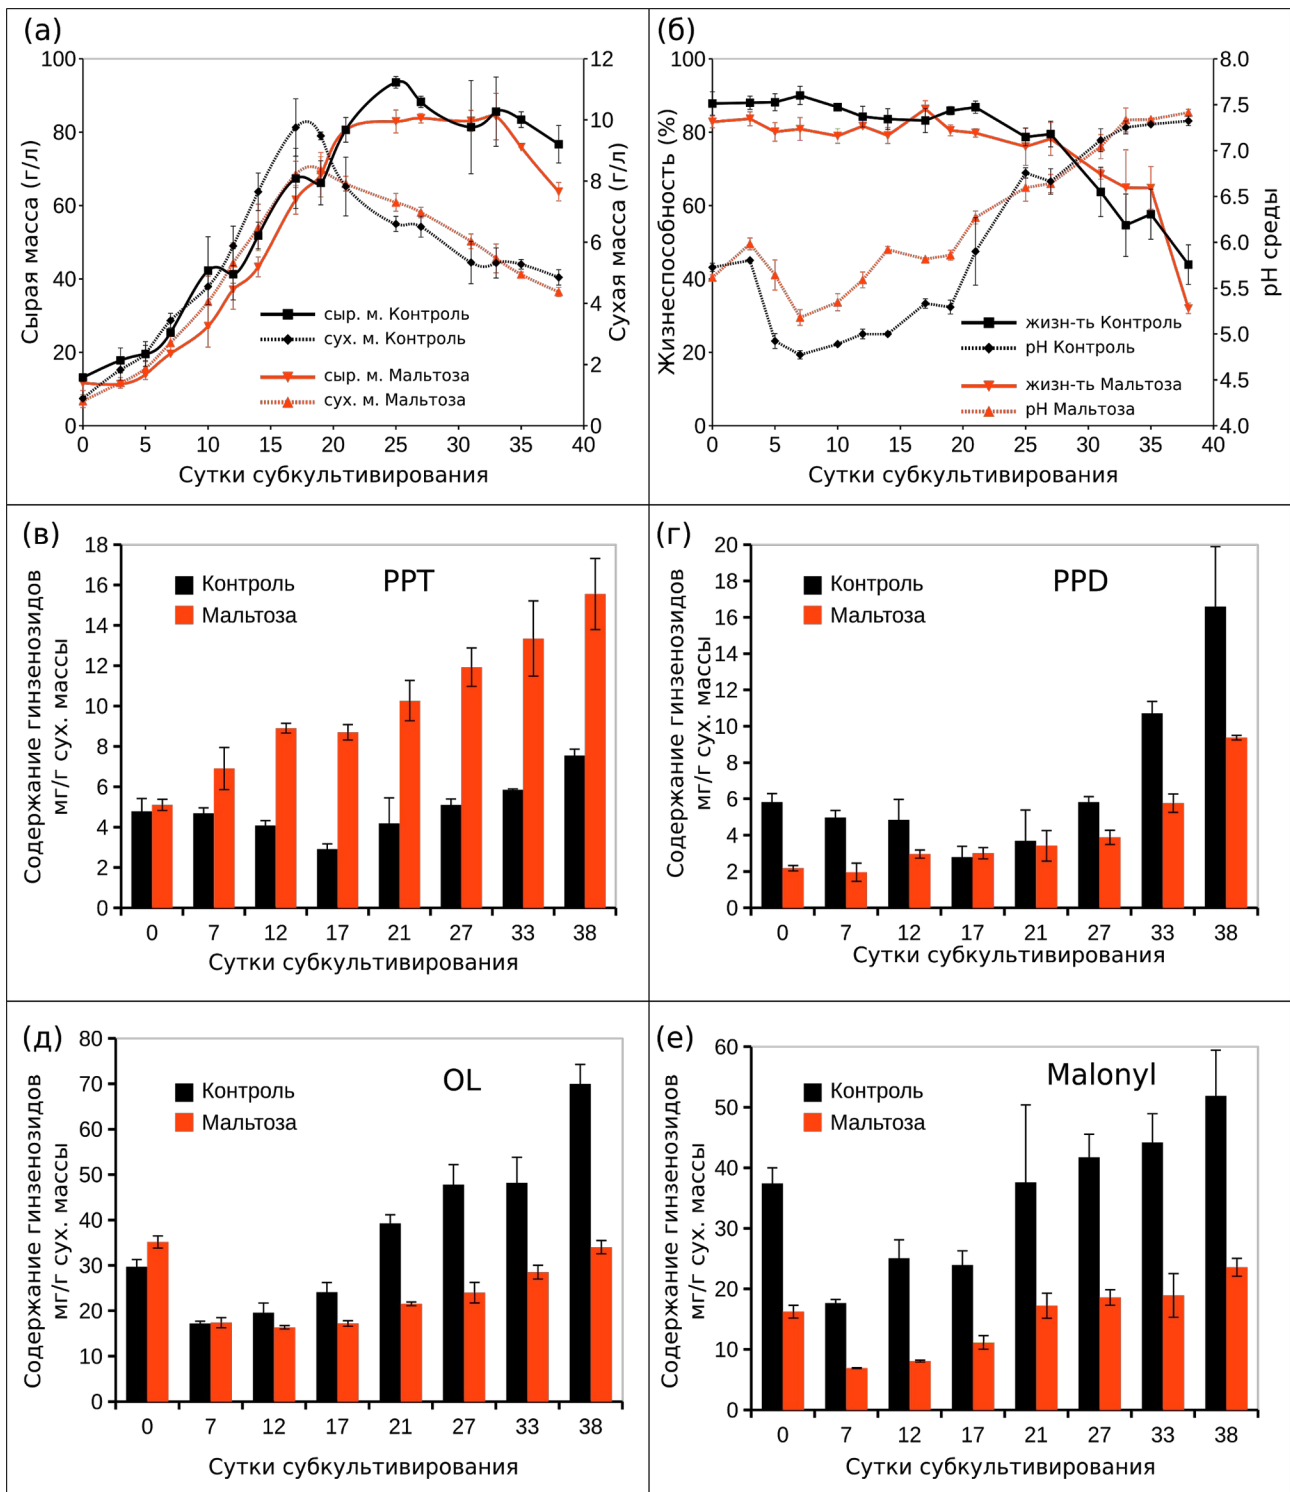 (а)
100
80
60
40
20
0
Сырая масса (г/л)
12
10
8
6
4
2
0
Сухая масса (г/л)
сыр. м. Контроль
сух. м. Контроль
сыр. м. Мальтоза
сух. м. Мальтоза
0 5 10 15 20 25 30 35 40
Сутки субкультивирования
(б)
100
80
60
40
20
0
Жизнеспособность (%)
8.0
7.5
7.0
6.5
6.0
5.5
5.0
4.5
4.0
pH среды
жизн-ть Контроль
pH Контроль
жизн-ть Мальтоза
pH Мальтоза
0 5 10 15 20 25 30 35 40
Сутки субкультивирования
(в)
18
16
14
12
10
8
6
4
2
0
Содержание гинзенозидов
мг/г сух. массы
Контроль
Мальтоза
PPT
0 7 12 17 21 27 33 38
Сутки субкультивирования
(г)
20
18
16
14
12
10
8
6
4
2
0
Содержание гинзенозидов
мг/г сух. массы
Контроль
Мальтоза
PPD
0 7 12 17 21 27 33 38
Сутки субкультивирования
(д)
80
70
60
50
40
30
20
10
0
Содержание гинзенозидов
мг/г сух. массы
Контроль
Мальтоза
OL
0 7 12 17 21 27 33 38
Сутки субкультивирования
(е)
60
50
40
30
20
10
0
Содержание гинзенозидов
мг/г сух. массы
Контроль
Мальтоза
Malonyl
0 7 12 17 21 27 33 38
Сутки субкультивирования